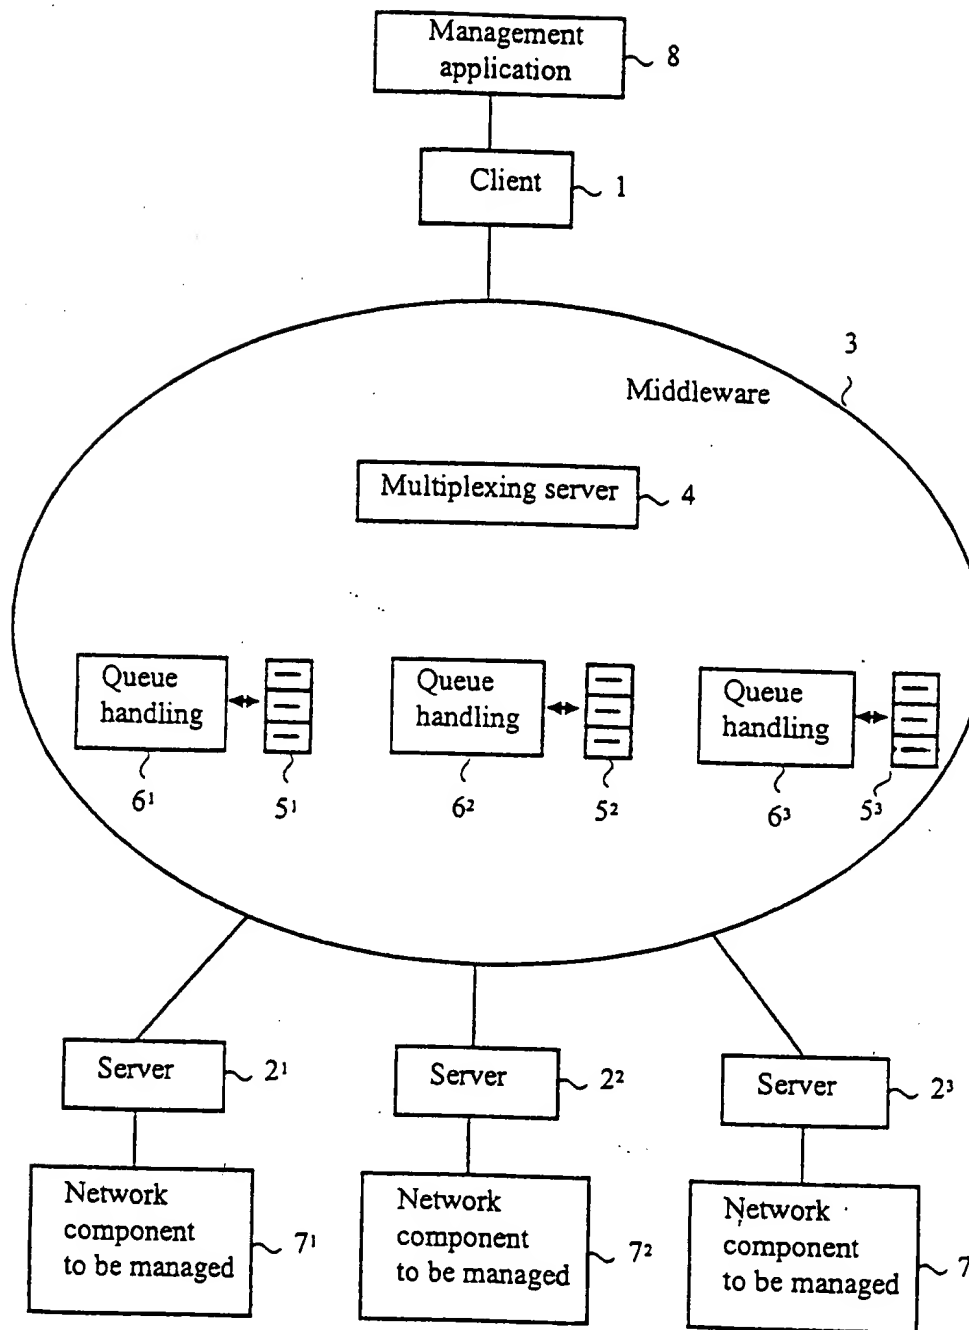 Management
application
8
Client
1
3
Middleware
Multiplexing server
4
Queue
handling
Queue
handling
Queue
handling
6¹
5¹
6²
5²
6³
5³
Server
2¹
Server
2²
Server
2³
Network
component
to be managed
7¹
Network
component
to be managed
7²
Network
component
to be managed
7